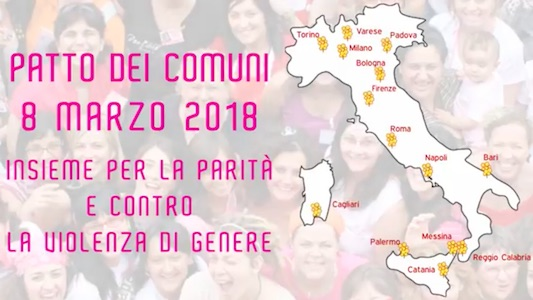 PATTO DEI COMUNI
8 MARZO 2018
INSIEME PER LA PARITÀ
E CONTRO
LA VIOLENZA DI GENERE
Torino
Varese
Milano
Padova
Bologna
Firenze
Roma
Napoli
Bari
Cagliari
Palermo
Messina
Reggio Calabria
Catania